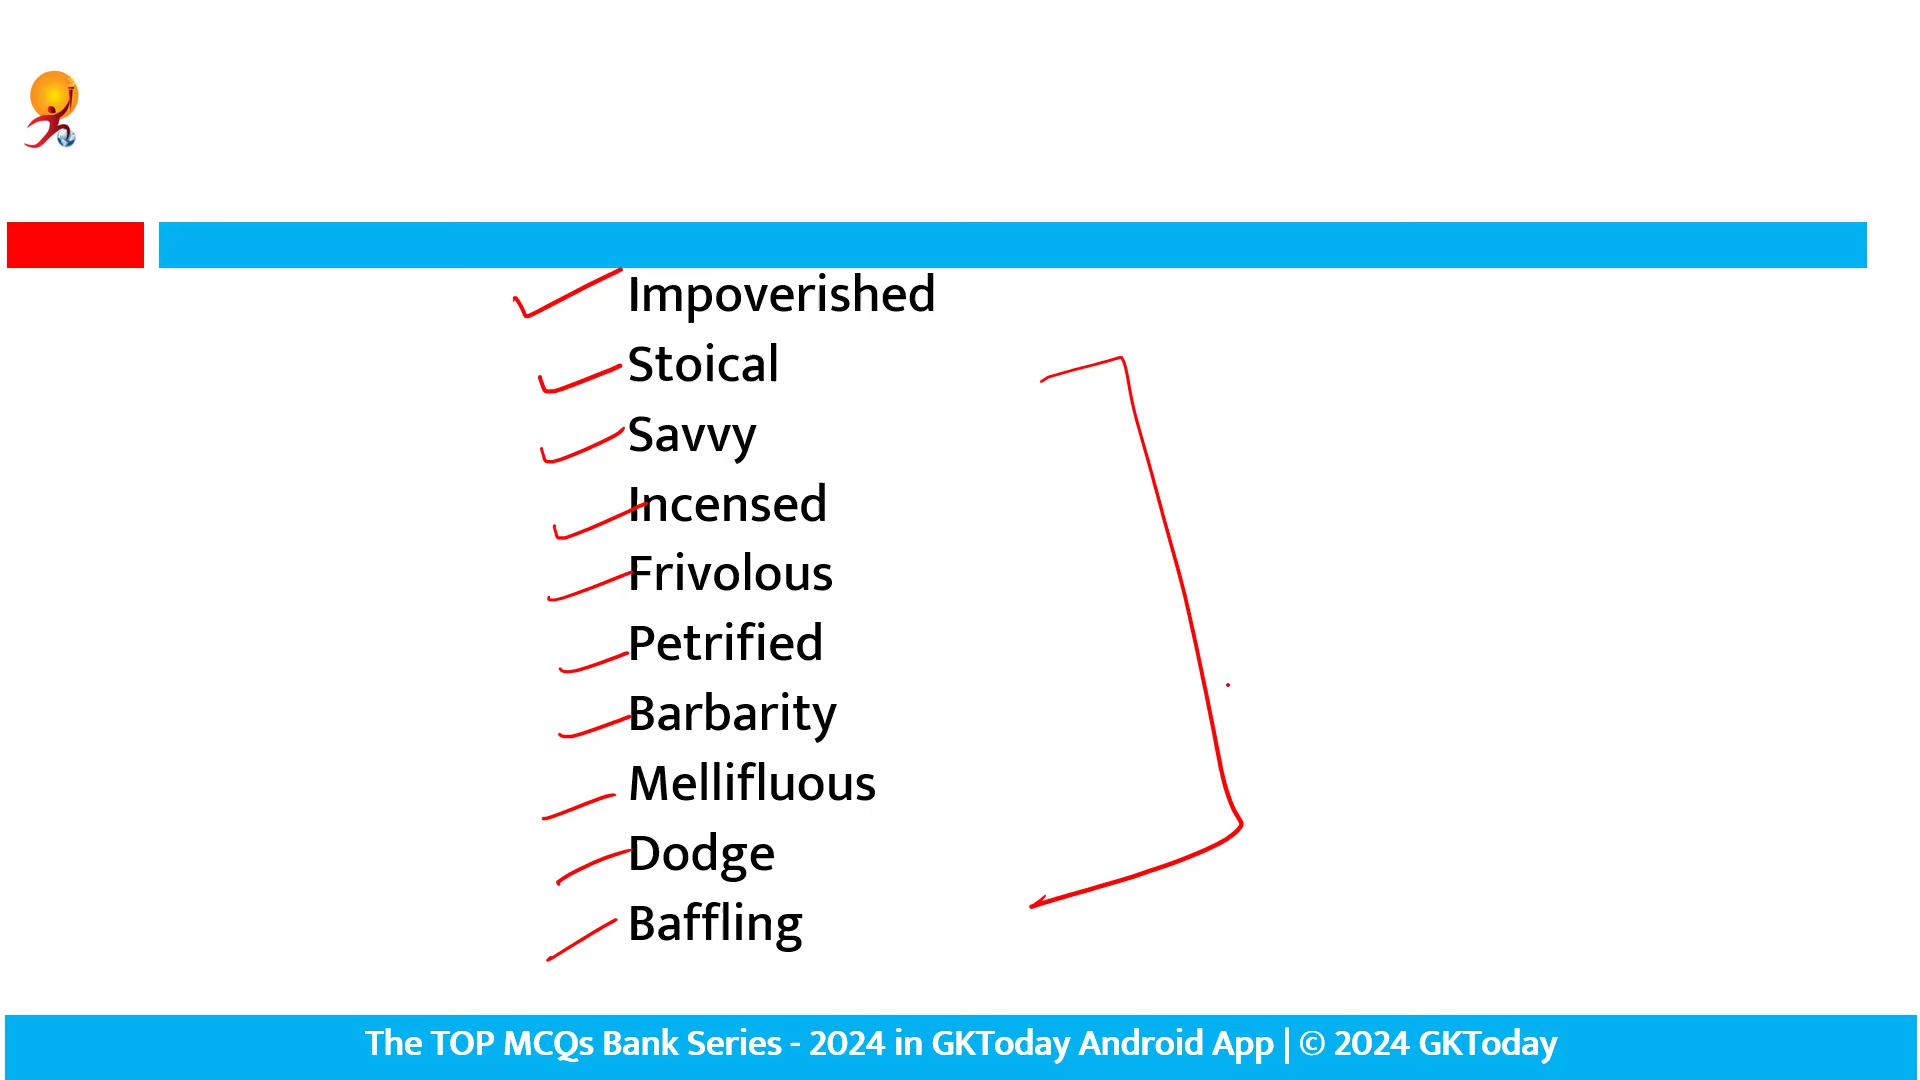 Impoverished
Stoical
Savvy
Incensed
Frivolous
Petrified
Barbarity
Mellifluous
Dodge
Baffling
The TOP MCQs Bank Series - 2024 in GKToday Android App | © 2024 GKToday